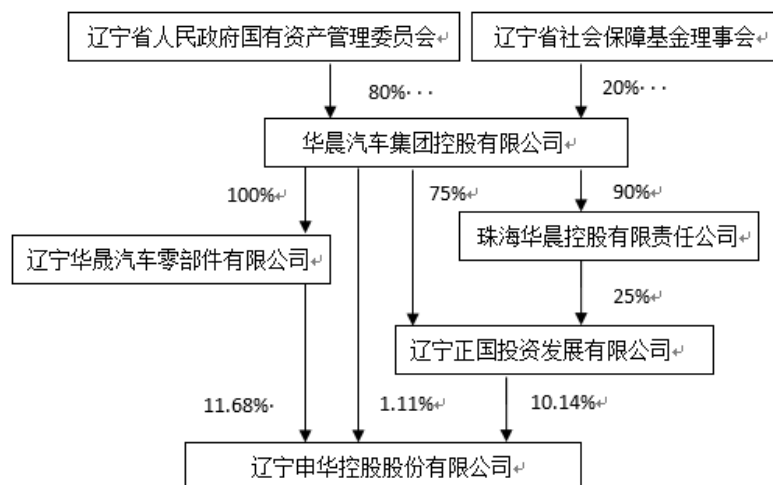 辽宁省人民政府国有资产管理委员会
辽宁省社会保障基金理事会
80%···
20%···
华晨汽车集团控股有限公司
100%
75%
90%
辽宁华晟汽车零部件有限公司
珠海华晨控股有限责任公司
25%
辽宁正国投资发展有限公司
11.68%·
1.11%
10.14%
辽宁申华控股股份有限公司